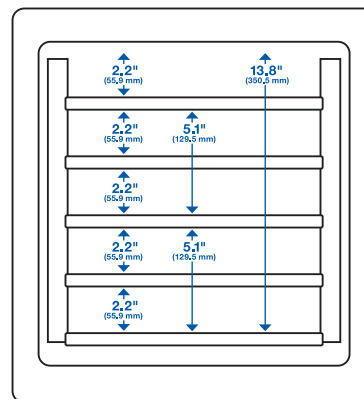 2.2" 13.8"
(55.9 mm) (350.5 mm)
2.2" 5.1"
(55.9 mm) (129.5 mm)
2.2"
(55.9 mm)
2.2" 5.1"
(55.9 mm) (129.5 mm)
2.2"
(55.9 mm)